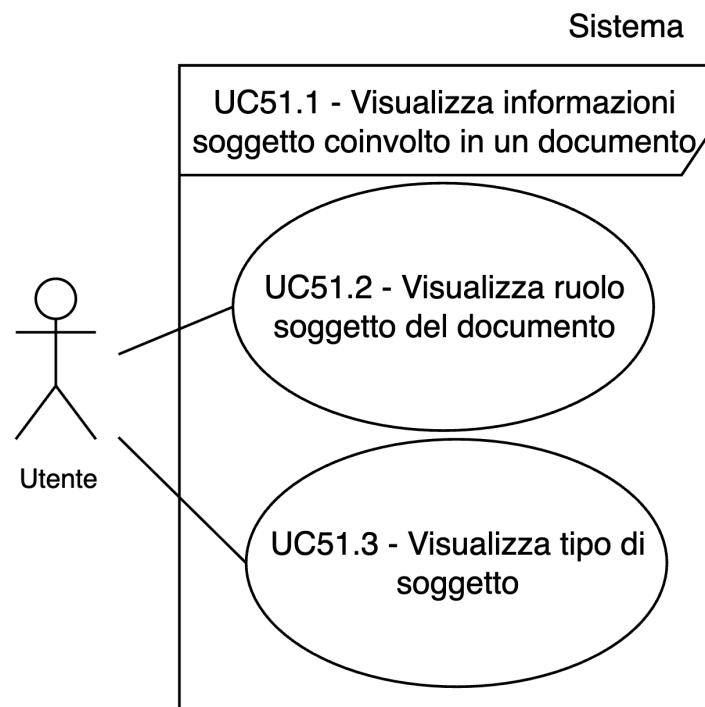 Sistema
UC51.1 - Visualizza informazioni
soggetto coinvolto in un documento
UC51.2 - Visualizza ruolo
soggetto del documento
Utente
UC51.3 - Visualizza tipo di
soggetto